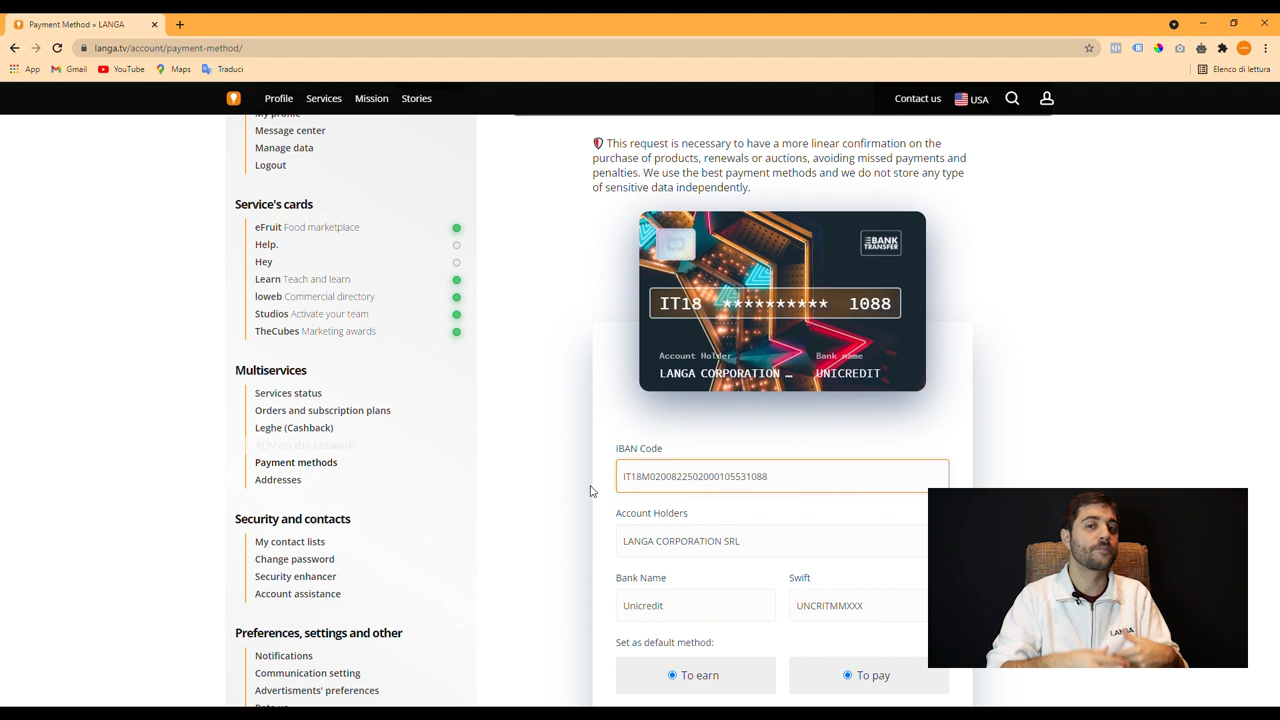 Payment Method » LANGA
langa.tv/account/payment-method/
App Gmail YouTube Maps Traduci Elenco di lettura
Profile Services Mission Stories Contact us USA
My profile
Message center
Manage data
Logout
Service's cards
eFruit Food marketplace
Help.
Hey
Learn Teach and learn
loweb Commercial directory
Studios Activate your team
TheCubes Marketing awards
Multiservices
Services status
Orders and subscription plans
Leghe (Cashback)
ADV on the network
Payment methods
Addresses
Security and contacts
My contact lists
Change password
Security enhancer
Account assistance
Preferences, settings and other
Notifications
Communication setting
Advertisments' preferences
This request is necessary to have a more linear confirmation on the
purchase of products, renewals or auctions, avoiding missed payments and
penalties. We use the best payment methods and we do not store any type
of sensitive data independently.
BANK
TRANSFER
IT18 ********** 1088
Account Holder Bank name
LANGA CORPORATION … UNICREDIT
IBAN Code
IT18M0200822502000105531088
Account Holders
LANGA CORPORATION SRL
Bank Name Swift
Unicredit UNCRITMMXXX
Set as default method:
To earn To pay
LANGA